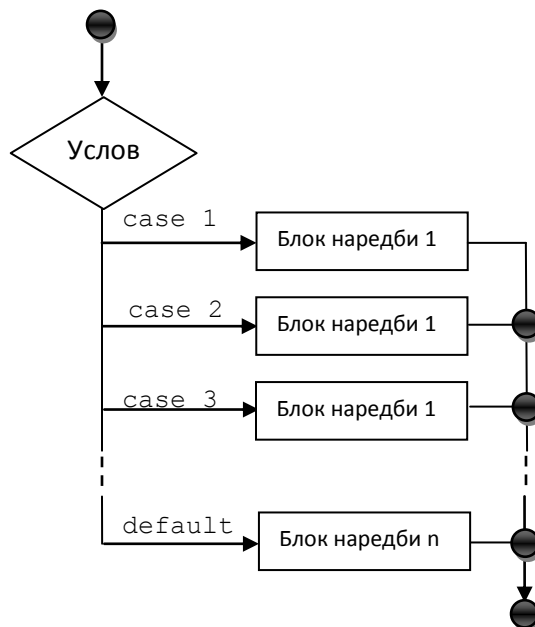 Услов
case 1
Блок наредби 1
case 2
Блок наредби 1
case 3
Блок наредби 1
default
Блок наредби n